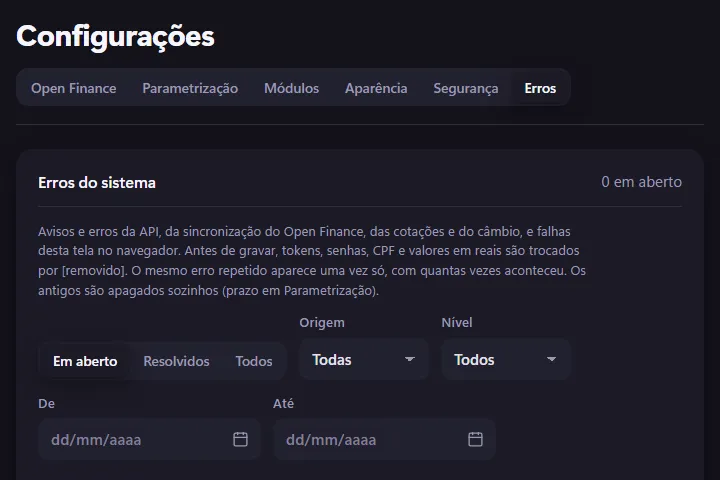 Configurações
Open Finance Parametrização Módulos Aparência Segurança Erros
Erros do sistema 0 em aberto
Avisos e erros da API, da sincronização do Open Finance, das cotações e do câmbio, e falhas
desta tela no navegador. Antes de gravar, tokens, senhas, CPF e valores em reais são trocados
por [removido]. O mesmo erro repetido aparece uma vez só, com quantas vezes aconteceu. Os
antigos são apagados sozinhos (prazo em Parametrização).
Origem Nível
Em aberto Resolvidos Todos Todas Todos
De Até
dd/mm/aaaa dd/mm/aaaa